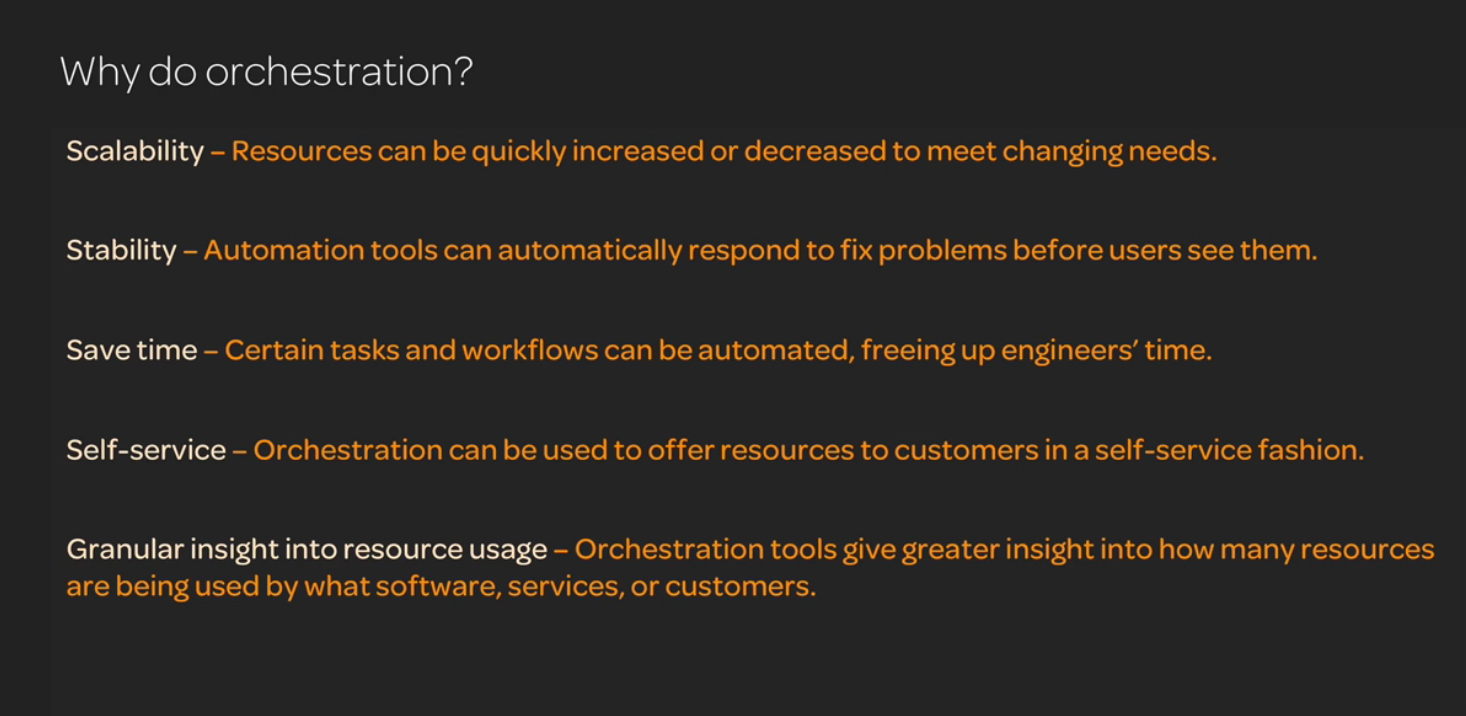 Why do orchestration?
Scalability – Resources can be quickly increased or decreased to meet changing needs.
Stability – Automation tools can automatically respond to fix problems before users see them.
Save time – Certain tasks and workflows can be automated, freeing up engineers’ time.
Self-service – Orchestration can be used to offer resources to customers in a self-service fashion.
Granular insight into resource usage – Orchestration tools give greater insight into how many resources
are being used by what software, services, or customers.